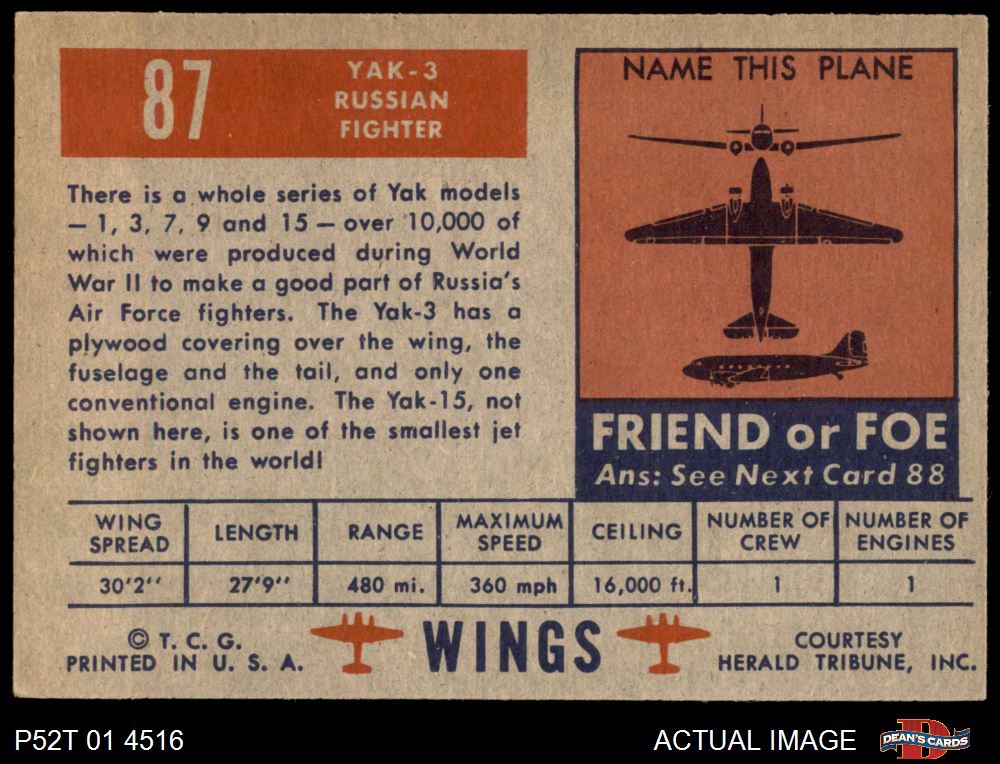 87
YAK-3
RUSSIAN
FIGHTER
There is a whole series of Yak models
— 1, 3, 7, 9 and 15 — over 10,000 of
which were produced during World
War II to make a good part of Russia's
Air Force fighters. The Yak-3 has a
plywood covering over the wing, the
fuselage and the tail, and only one
conventional engine. The Yak-15, not
shown here, is one of the smallest jet
fighters in the world!
NAME THIS PLANE
FRIEND or FOE
Ans: See Next Card 88
WING SPREAD LENGTH RANGE MAXIMUM SPEED CEILING NUMBER OF CREW NUMBER OF ENGINES
30'2'' 27'9'' 480 mi. 360 mph 16,000 ft. 1 1
© T. C. G.
PRINTED IN U. S. A.
WINGS
COURTESY
HERALD TRIBUNE, INC.
P52T 01 4516
ACTUAL IMAGE
D
DEAN'S CARDS